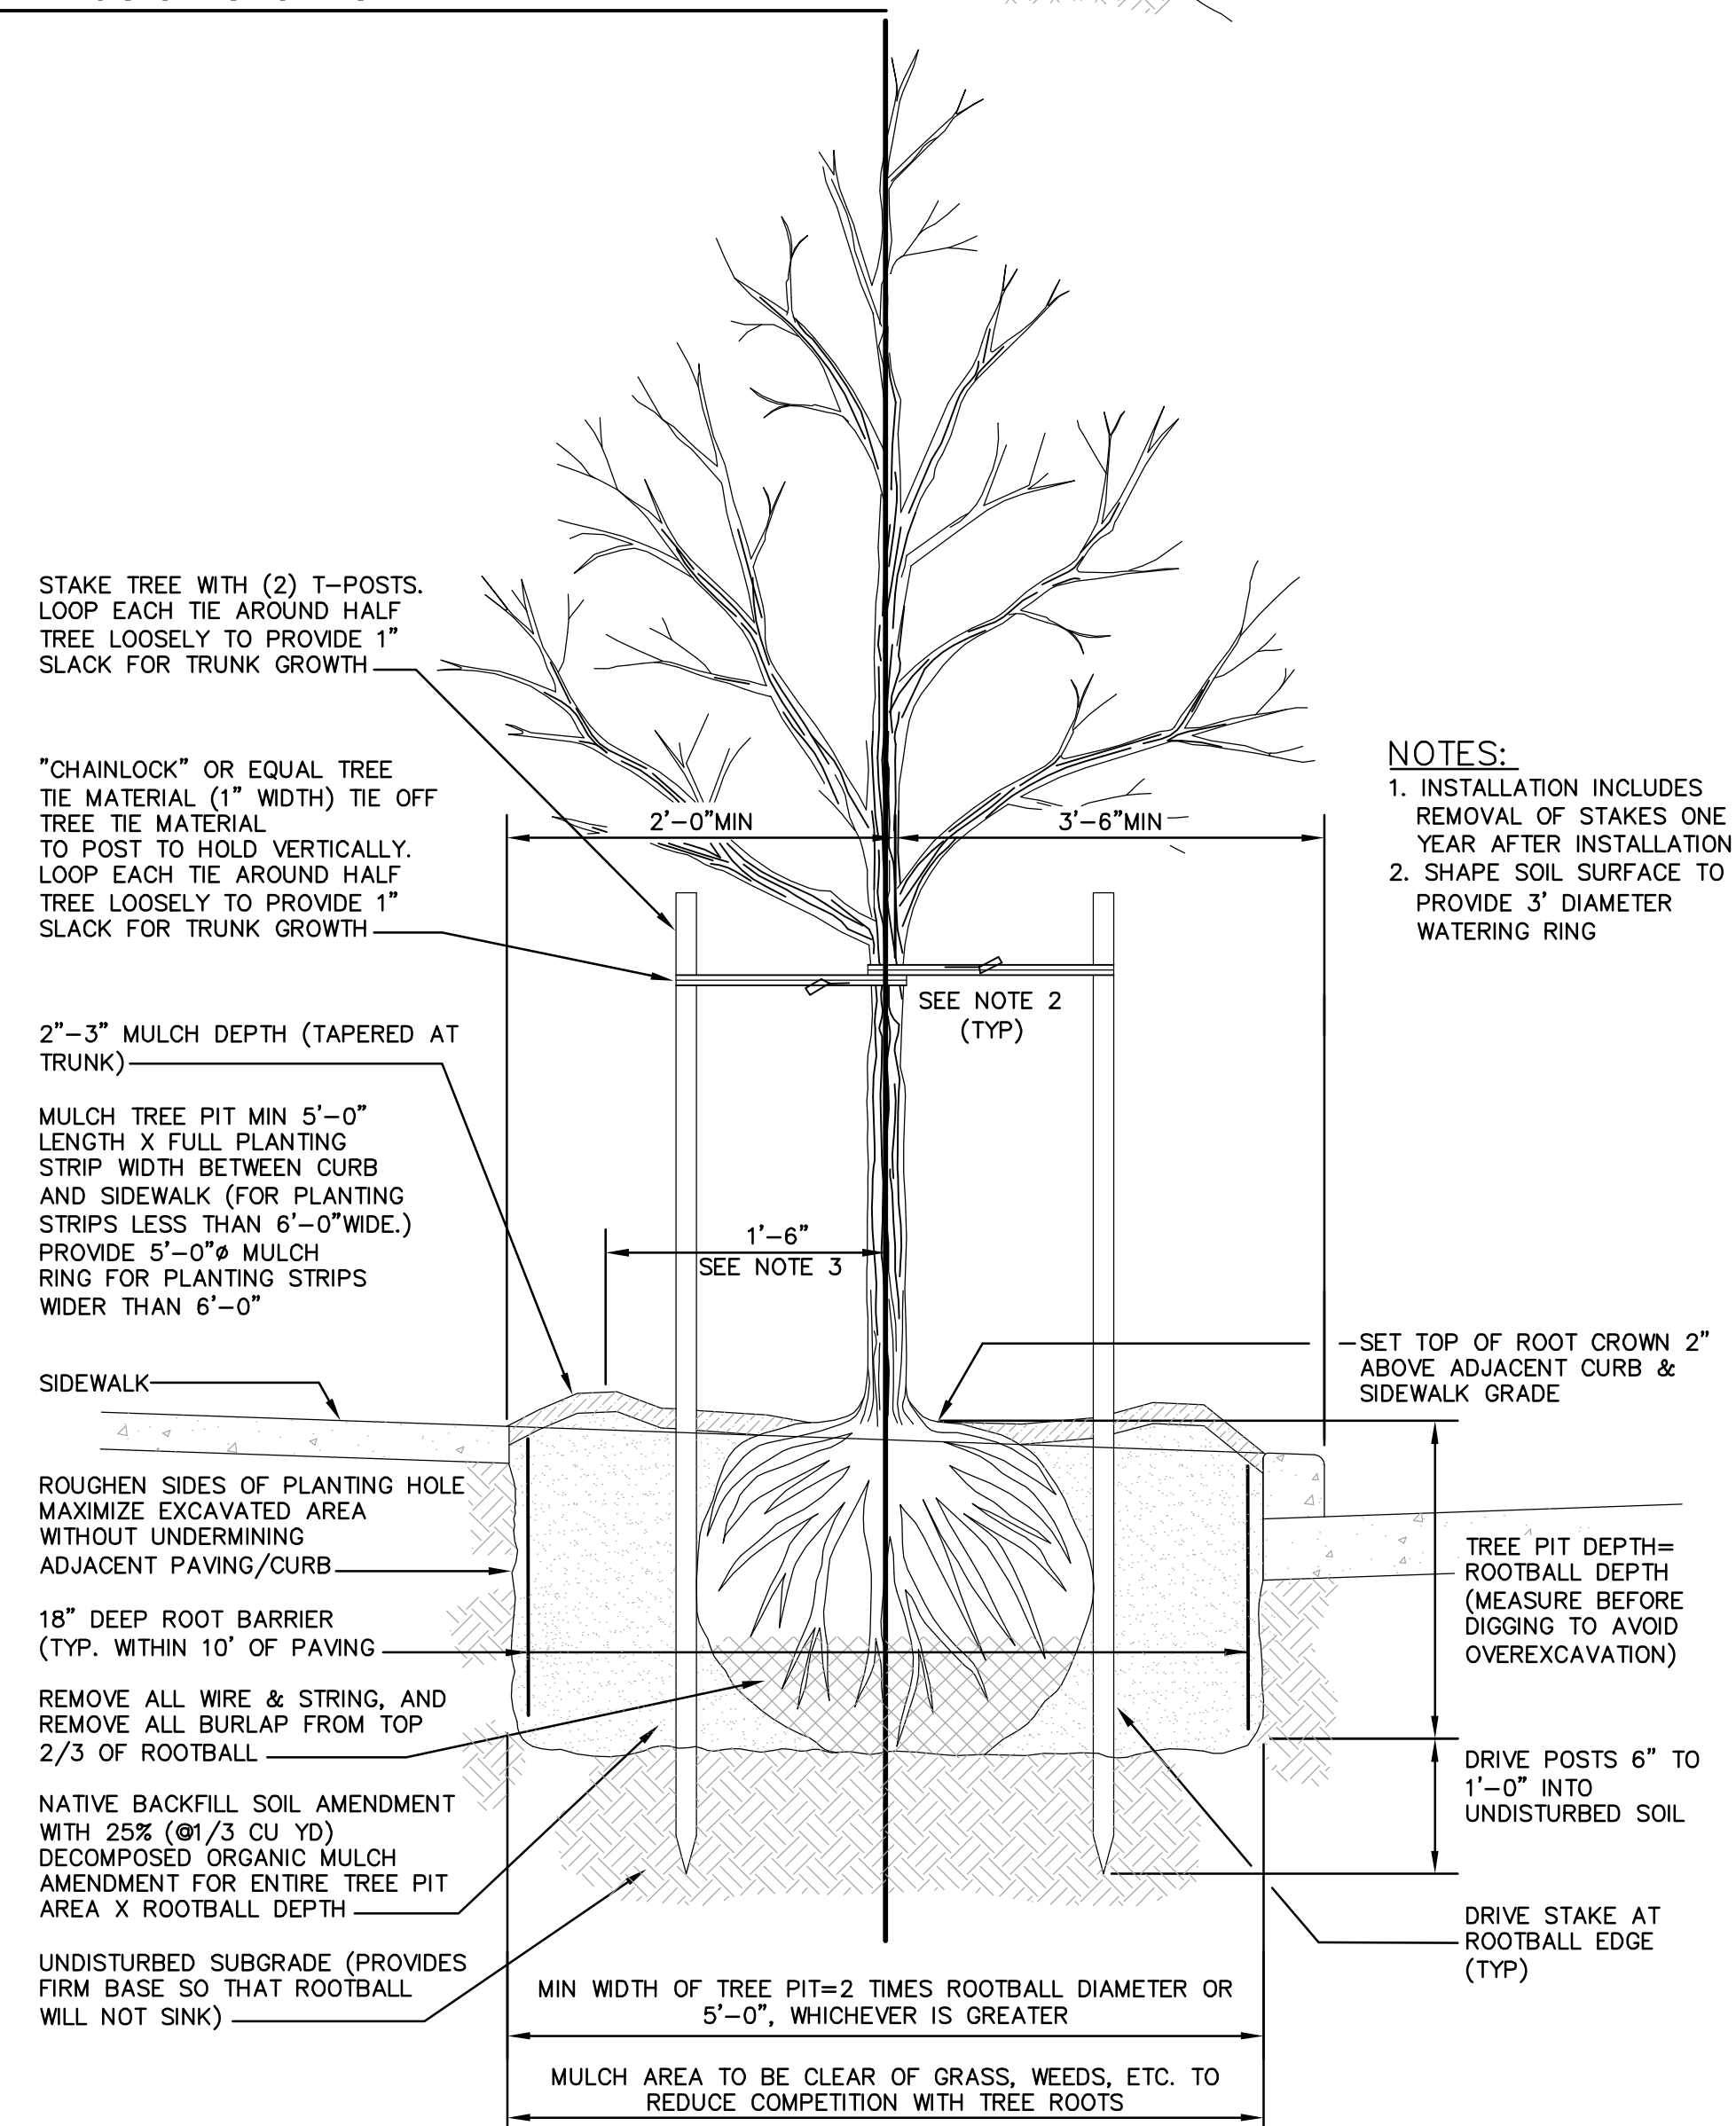 STAKE TREE WITH (2) T-POSTS.
LOOP EACH TIE AROUND HALF
TREE LOOSELY TO PROVIDE 1"
SLACK FOR TRUNK GROWTH
"CHAINLOCK" OR EQUAL TREE
TIE MATERIAL (1" WIDTH) TIE OFF
TREE TIE MATERIAL
TO POST TO HOLD VERTICALLY.
LOOP EACH TIE AROUND HALF
TREE LOOSELY TO PROVIDE 1"
SLACK FOR TRUNK GROWTH
2"-3" MULCH DEPTH (TAPERED AT
TRUNK)
MULCH TREE PIT MIN 5'-0"
LENGTH X FULL PLANTING
STRIP WIDTH BETWEEN CURB
AND SIDEWALK (FOR PLANTING
STRIPS LESS THAN 6'-0"WIDE.)
PROVIDE 5'-0"ø MULCH
RING FOR PLANTING STRIPS
WIDER THAN 6'-0"
SIDEWALK
ROUGHEN SIDES OF PLANTING HOLE
MAXIMIZE EXCAVATED AREA
WITHOUT UNDERMINING
ADJACENT PAVING/CURB
18" DEEP ROOT BARRIER
(TYP. WITHIN 10' OF PAVING
REMOVE ALL WIRE & STRING, AND
REMOVE ALL BURLAP FROM TOP
2/3 OF ROOTBALL
NATIVE BACKFILL SOIL AMENDMENT
WITH 25% (@1/3 CU YD)
DECOMPOSED ORGANIC MULCH
AMENDMENT FOR ENTIRE TREE PIT
AREA X ROOTBALL DEPTH
UNDISTURBED SUBGRADE (PROVIDES
FIRM BASE SO THAT ROOTBALL
WILL NOT SINK)
2'-0"MIN
3'-6"MIN
SEE NOTE 2
(TYP)
1'-6"
SEE NOTE 3
MIN WIDTH OF TREE PIT=2 TIMES ROOTBALL DIAMETER OR
5'-0", WHICHEVER IS GREATER
MULCH AREA TO BE CLEAR OF GRASS, WEEDS, ETC. TO
REDUCE COMPETITION WITH TREE ROOTS
NOTES:
1. INSTALLATION INCLUDES
REMOVAL OF STAKES ONE
YEAR AFTER INSTALLATION
2. SHAPE SOIL SURFACE TO
PROVIDE 3' DIAMETER
WATERING RING
SET TOP OF ROOT CROWN 2"
ABOVE ADJACENT CURB &
SIDEWALK GRADE
TREE PIT DEPTH=
ROOTBALL DEPTH
(MEASURE BEFORE
DIGGING TO AVOID
OVEREXCAVATION)
DRIVE POSTS 6" TO
1'-0" INTO
UNDISTURBED SOIL
DRIVE STAKE AT
ROOTBALL EDGE
(TYP)